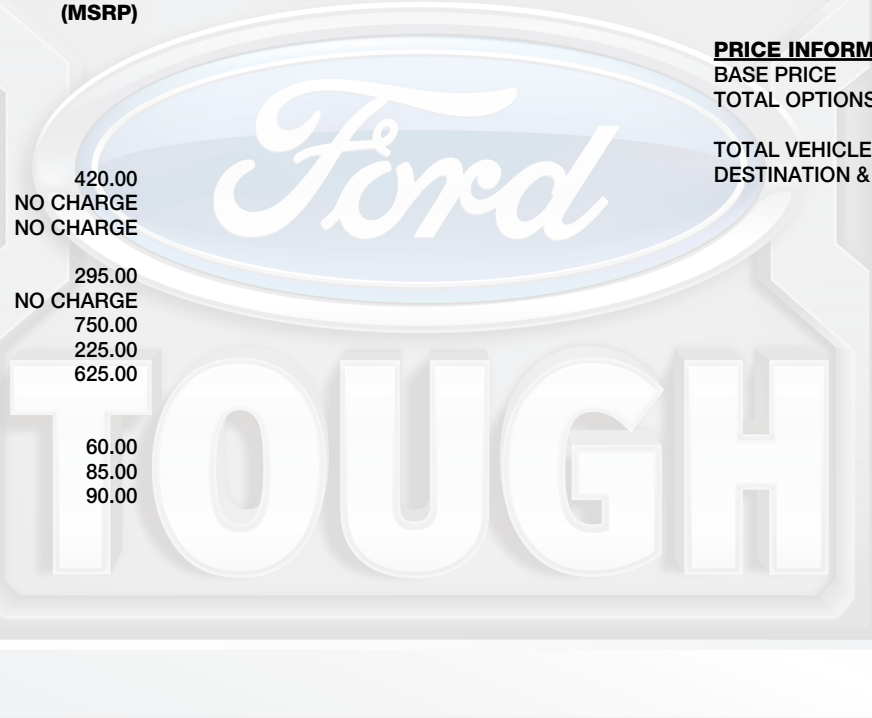 (MSRP)
420.00
NO CHARGE
NO CHARGE
295.00
NO CHARGE
750.00
225.00
625.00
60.00
85.00
90.00
PRICE INFORM
BASE PRICE
TOTAL OPTIONS
TOTAL VEHICLE
DESTINATION &
Ford
TOUGH